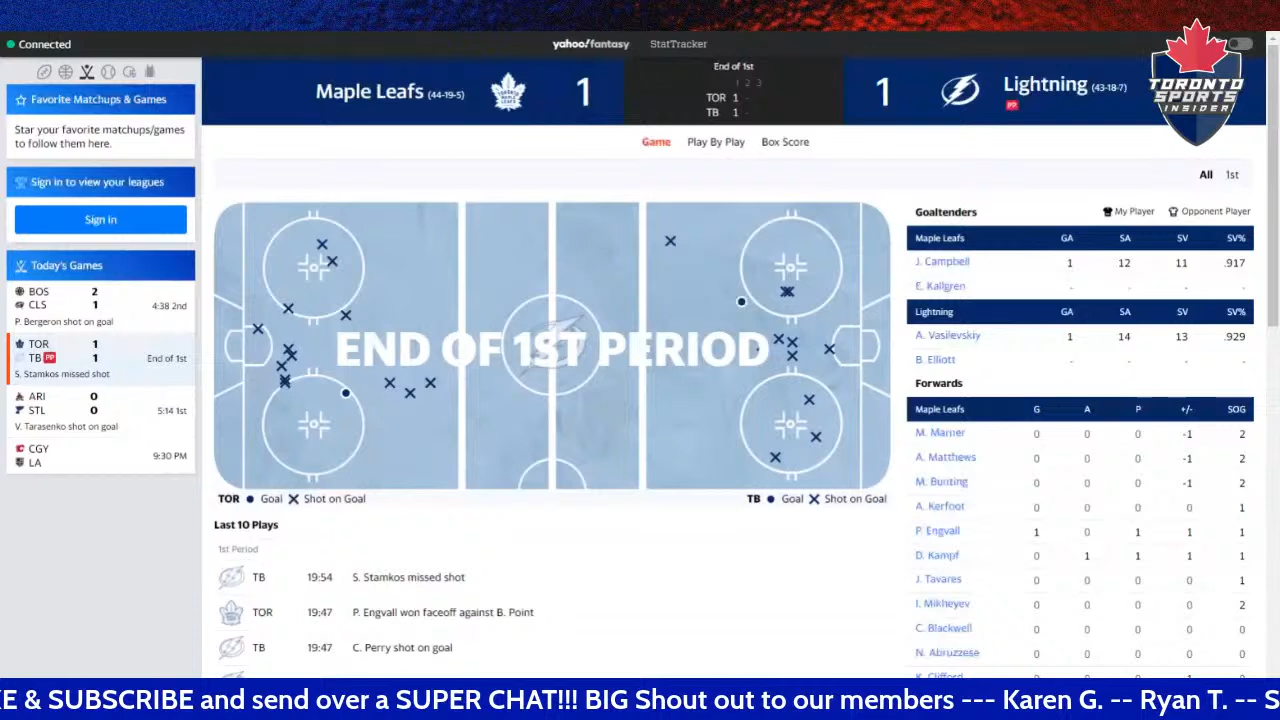 Connected
yahoo!fantasy StatTracker
TORONTO
SPORTS
INSIDER
Favorite Matchups & Games
Star your favorite matchups/games
to follow them here.
Sign in to view your leagues
Sign in
Today's Games
BOS 2
CLS 1 4:38 2nd
P. Bergeron shot on goal
TOR 1
TB PP 1 End of 1st
S. Stamkos missed shot
ARI 0
STL 0 5:14 1st
V. Tarasenko shot on goal
CGY
LA 9:30 PM
Maple Leafs (44-19-5) 1
End of 1st
1 2 3
TOR 1 -
TB 1 -
1 Lightning (43-18-7)
PP
Game Play By Play Box Score
All 1st
END OF 1ST PERIOD
TOR Goal Shot on Goal
TB Goal Shot on Goal
Last 10 Plays
1st Period
TB 19:54 S. Stamkos missed shot
TOR 19:47 P. Engvall won faceoff against B. Point
TB 19:47 C. Perry shot on goal
Goaltenders My Player Opponent Player
Maple Leafs GA SA SV SV%
J. Campbell 1 12 11 .917
E. Kallgren - - - -
Lightning GA SA SV SV%
A. Vasilevskiy 1 14 13 .929
B. Elliott - - - -
Forwards
Maple Leafs G A P +/- SOG
M. Marner 0 0 0 -1 2
A. Matthews 0 0 0 -1 2
M. Bunting 0 0 0 -1 2
A. Kerfoot 0 0 0 0 1
P. Engvall 1 0 1 1 1
D. Kampf 0 1 1 1 1
J. Tavares 0 0 0 0 1
I. Mikheyev 0 0 0 0 2
C. Blackwell 0 0 0 0 0
N. Abruzzese 0 0 0 0 0
K. Clifford
KE & SUBSCRIBE and send over a SUPER CHAT!!! BIG Shout out to our members --- Karen G. -- Ryan T. -- S